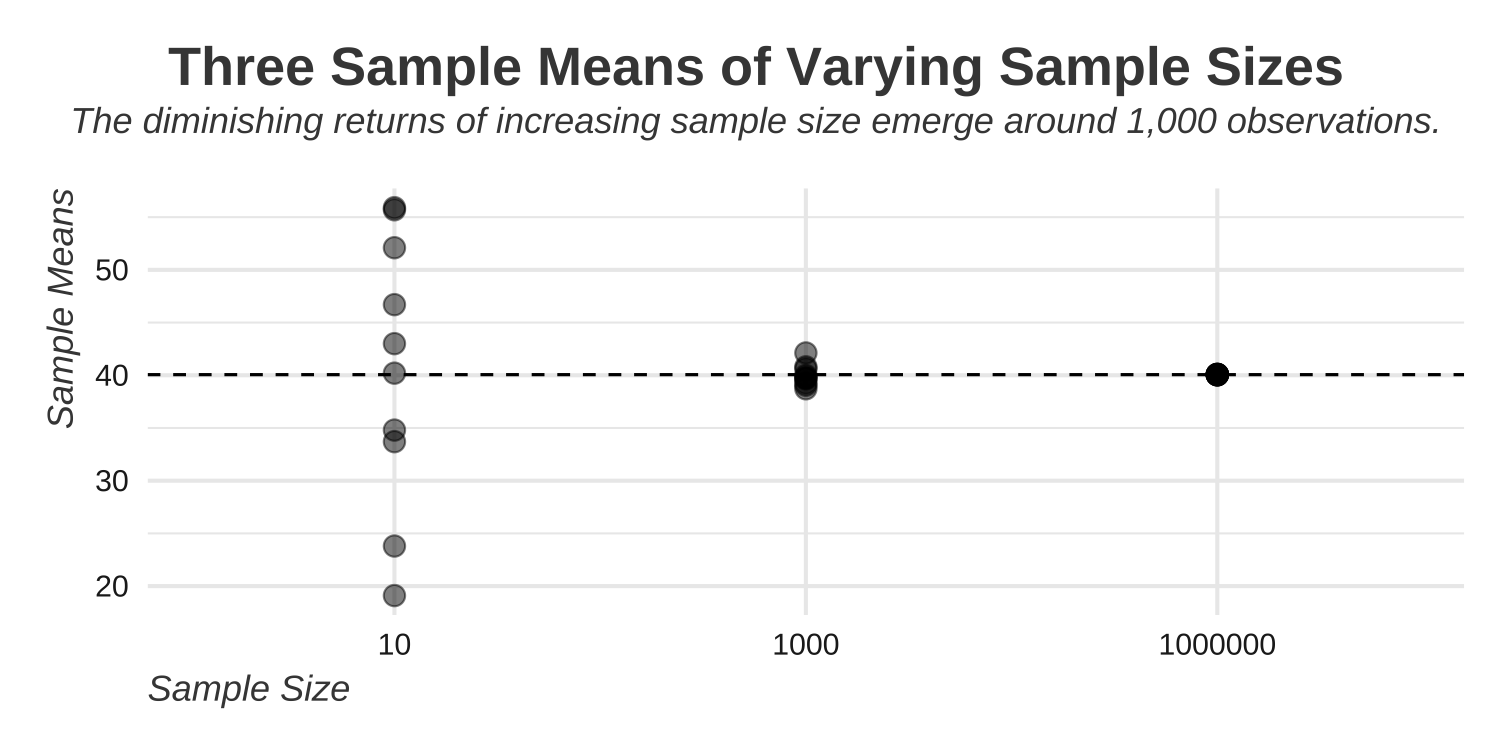 Three Sample Means of Varying Sample Sizes
The diminishing returns of increasing sample size emerge around 1,000 observations.
Sample Means
50
40
30
20
10
1000
1000000
Sample Size